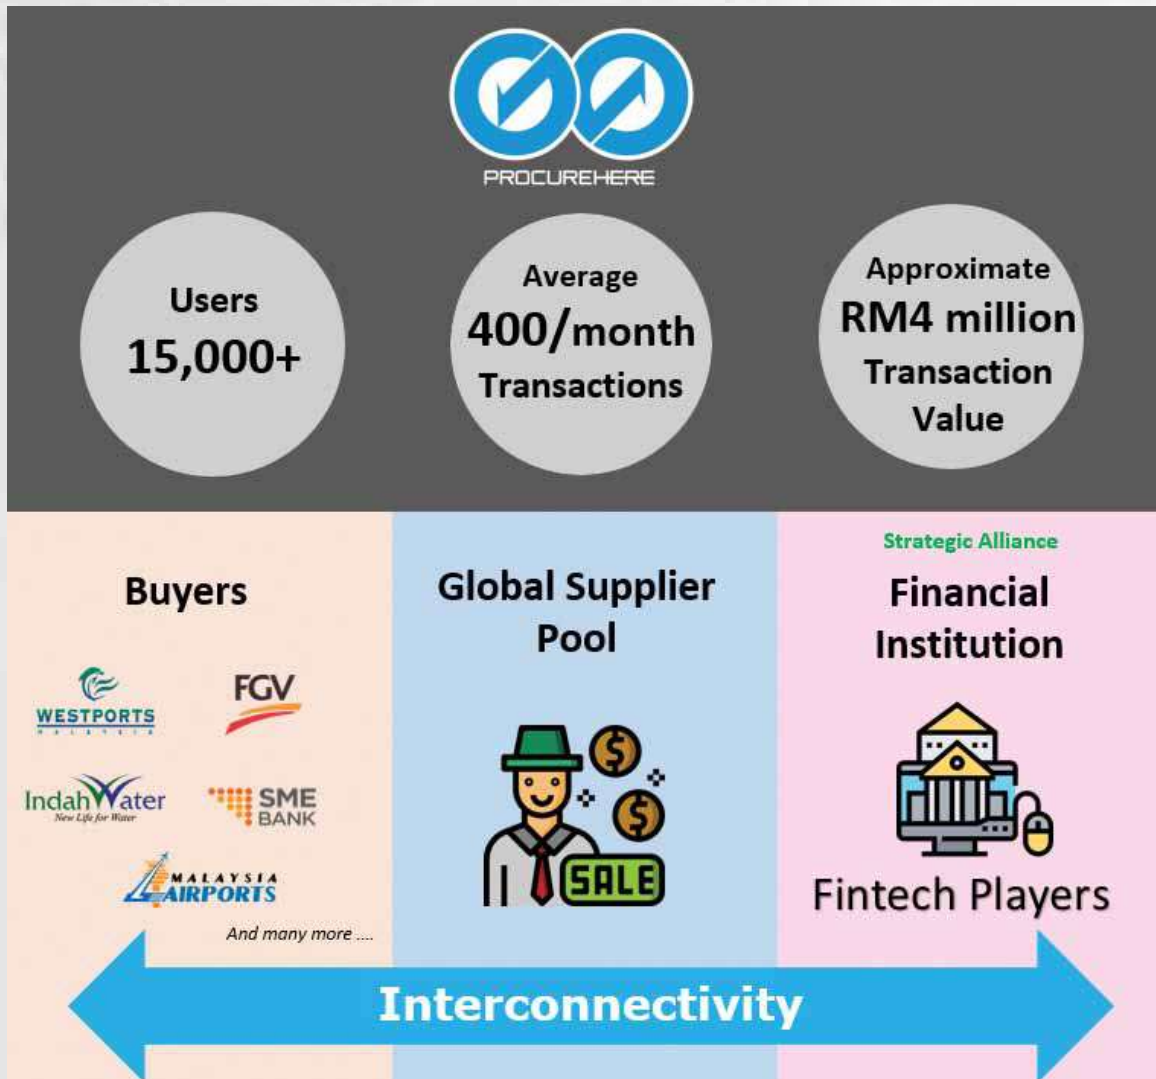 PROCUREHERE
Users
15,000+
Average
400/month
Transactions
Approximate
RM4 million
Transaction
Value
Buyers
WESTPORTS
MALAYSIA
FGV
IndahWater
New Life for Water
SME
BANK
MALAYSIA
AIRPORTS
And many more ....
Global Supplier
Pool
SALE
Strategic Alliance
Financial
Institution
Fintech Players
Interconnectivity